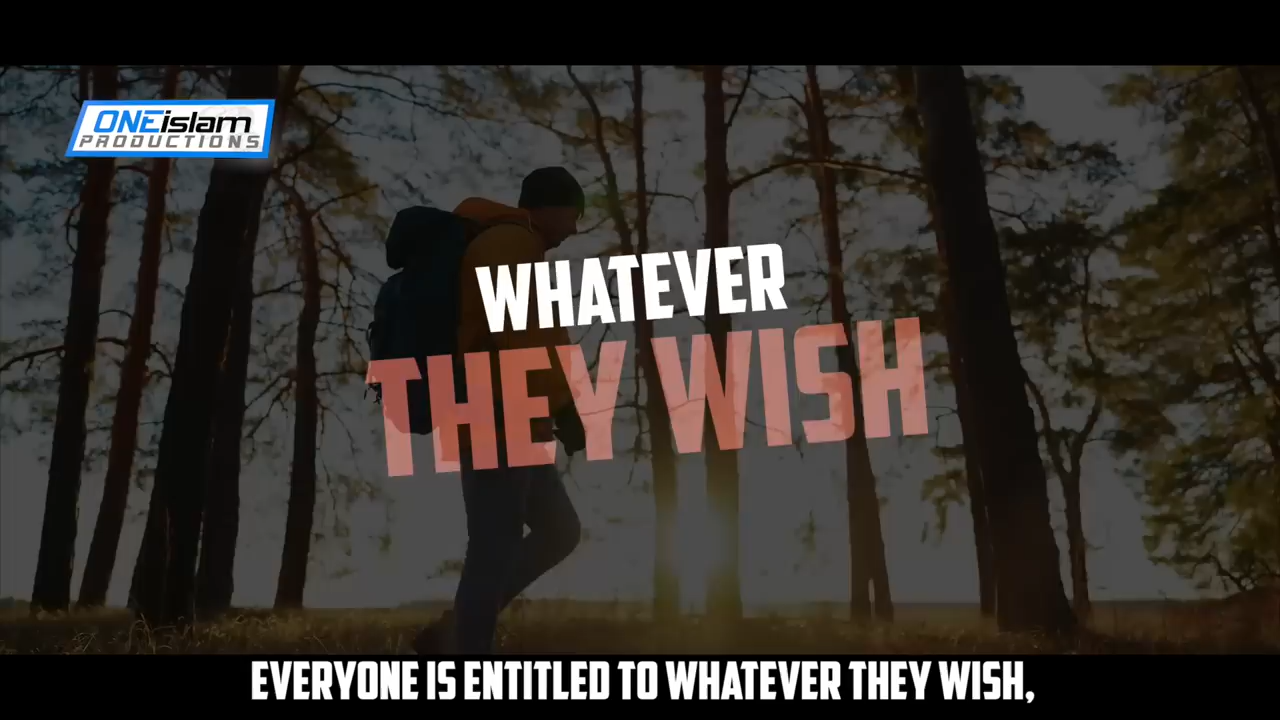 ONEislam
PRODUCTIONS
WHATEVER
THEY WISH
EVERYONE IS ENTITLED TO WHATEVER THEY WISH,